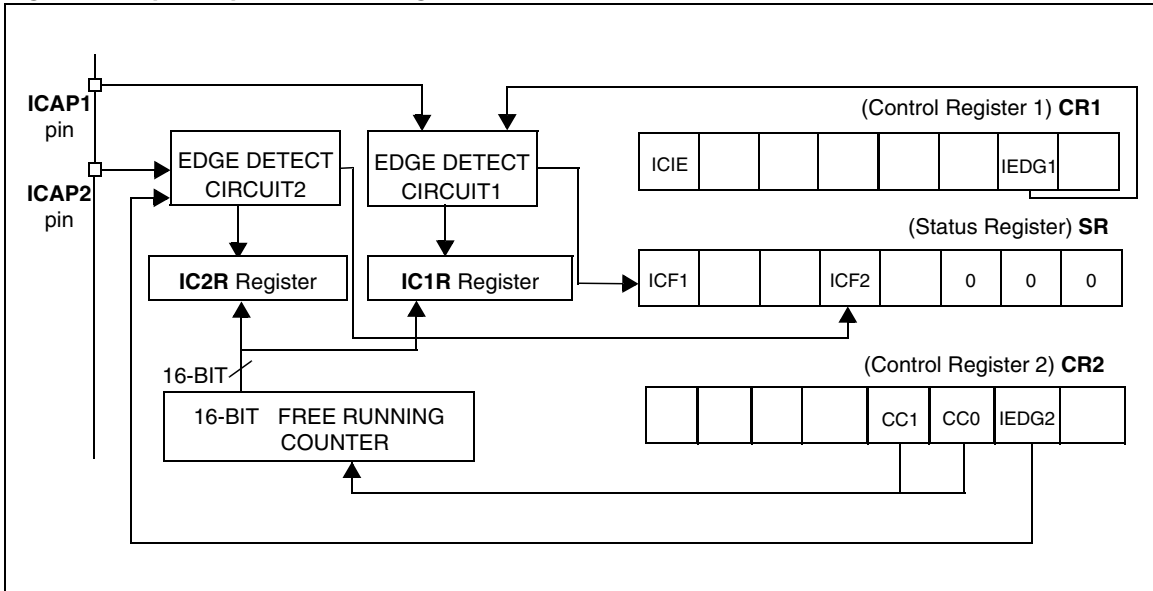 ICAP1
pin
ICAP2
pin
EDGE DETECT
CIRCUIT2
EDGE DETECT
CIRCUIT1
IC2R Register
IC1R Register
16-BIT
16-BIT FREE RUNNING
COUNTER
(Control Register 1) CR1
ICIE IEDG1
(Status Register) SR
ICF1 ICF2 0 0 0
(Control Register 2) CR2
CC1 CC0 IEDG2